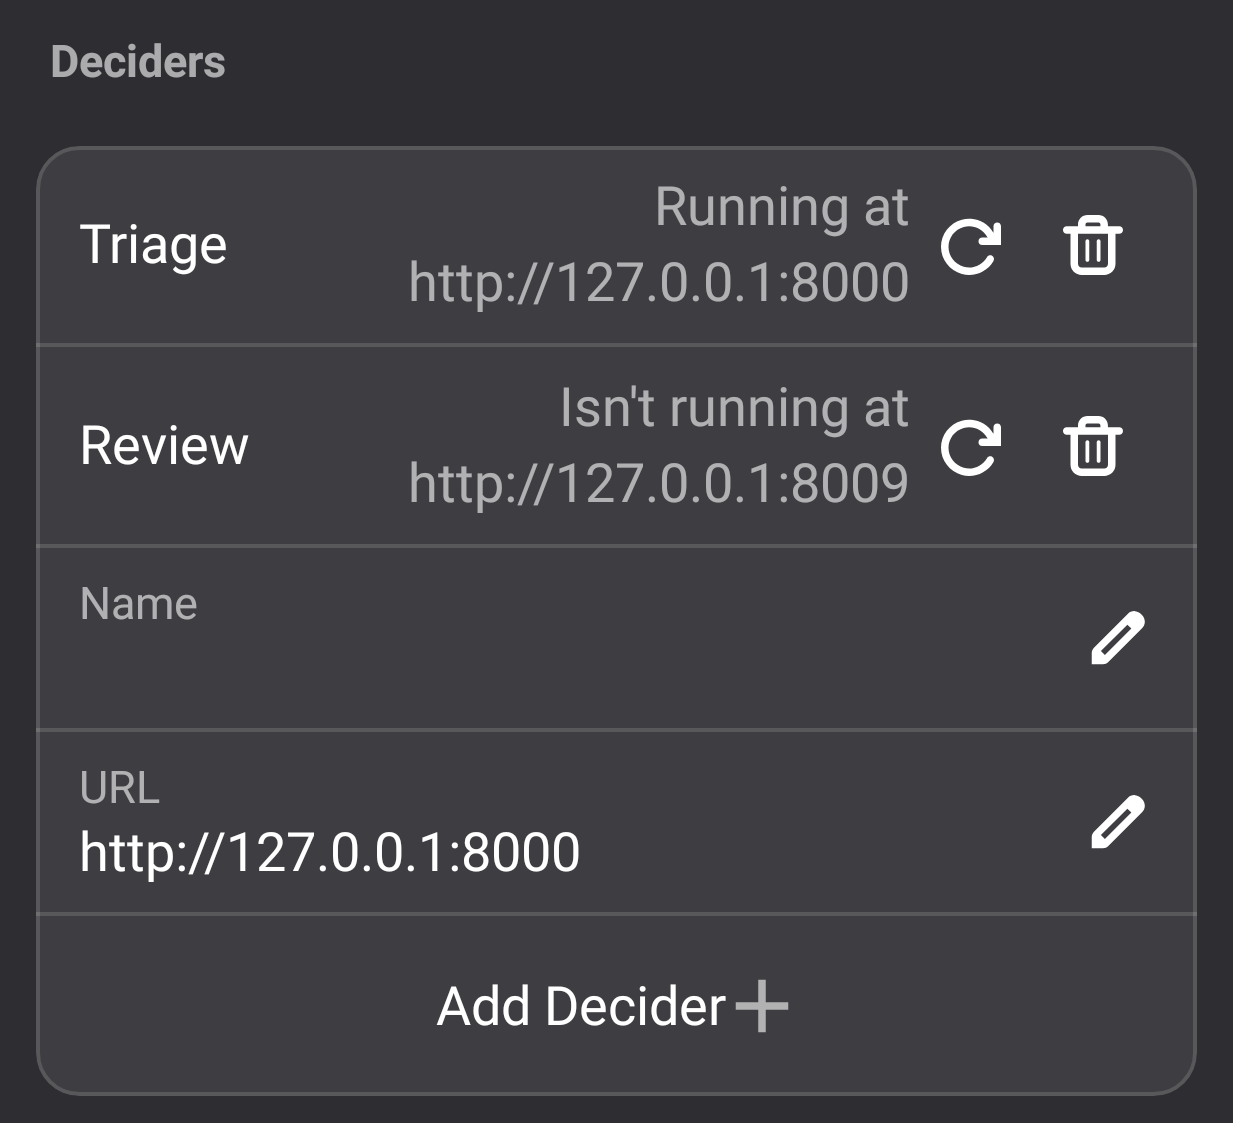 Deciders
Triage
Running at
http://127.0.0.1:8000
Review
Isn't running at
http://127.0.0.1:8009
Name
URL
http://127.0.0.1:8000
Add Decider